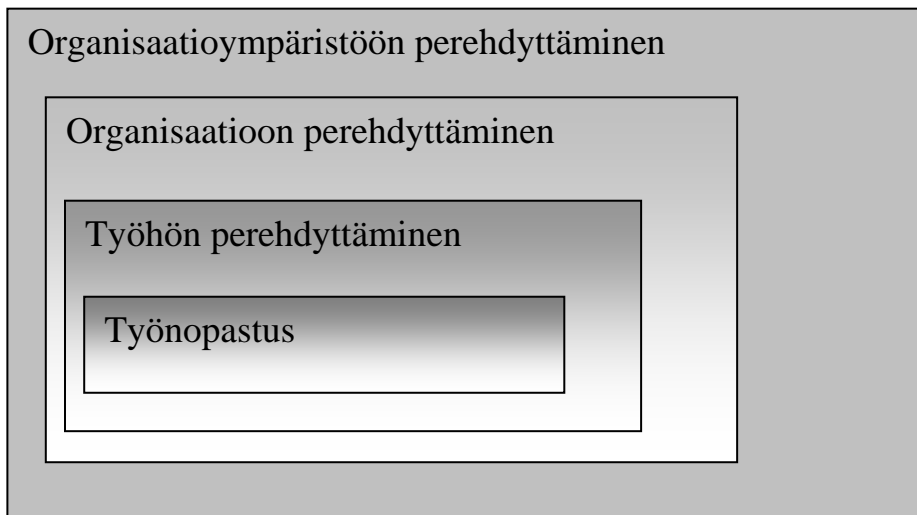 Organisaatioympäristöön perehdyttäminen
Organisaatioon perehdyttäminen
Työhön perehdyttäminen
Työnopastus